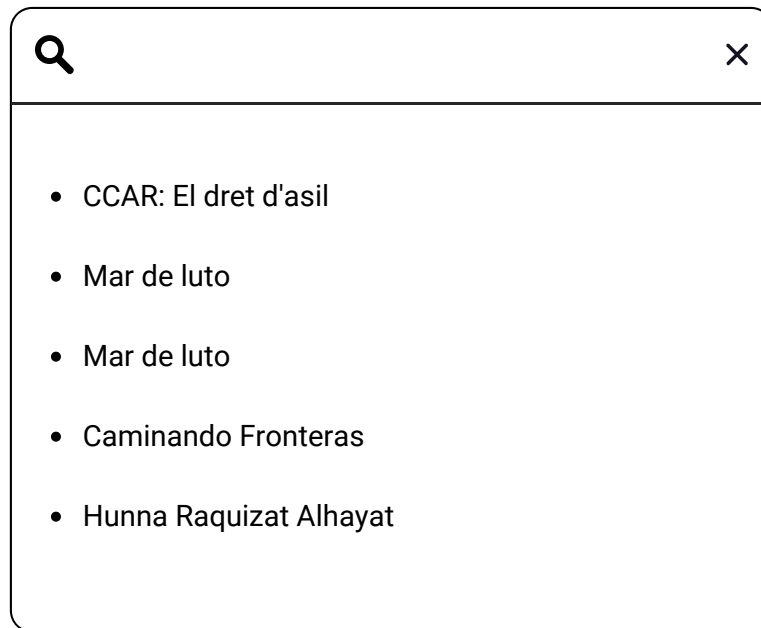 CCAR: El dret d'asil
Mar de luto
Mar de luto
Caminando Fronteras
Hunna Raquizat Alhayat